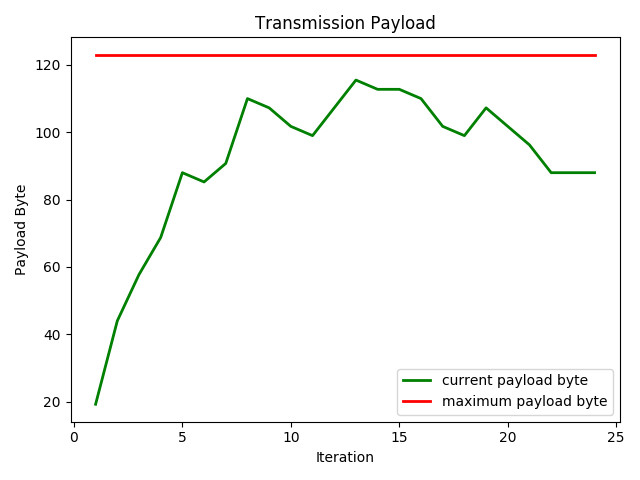 Transmission Payload
Payload Byte
120
100
80
60
40
20
0
5
10
15
20
25
Iteration
current payload byte
maximum payload byte